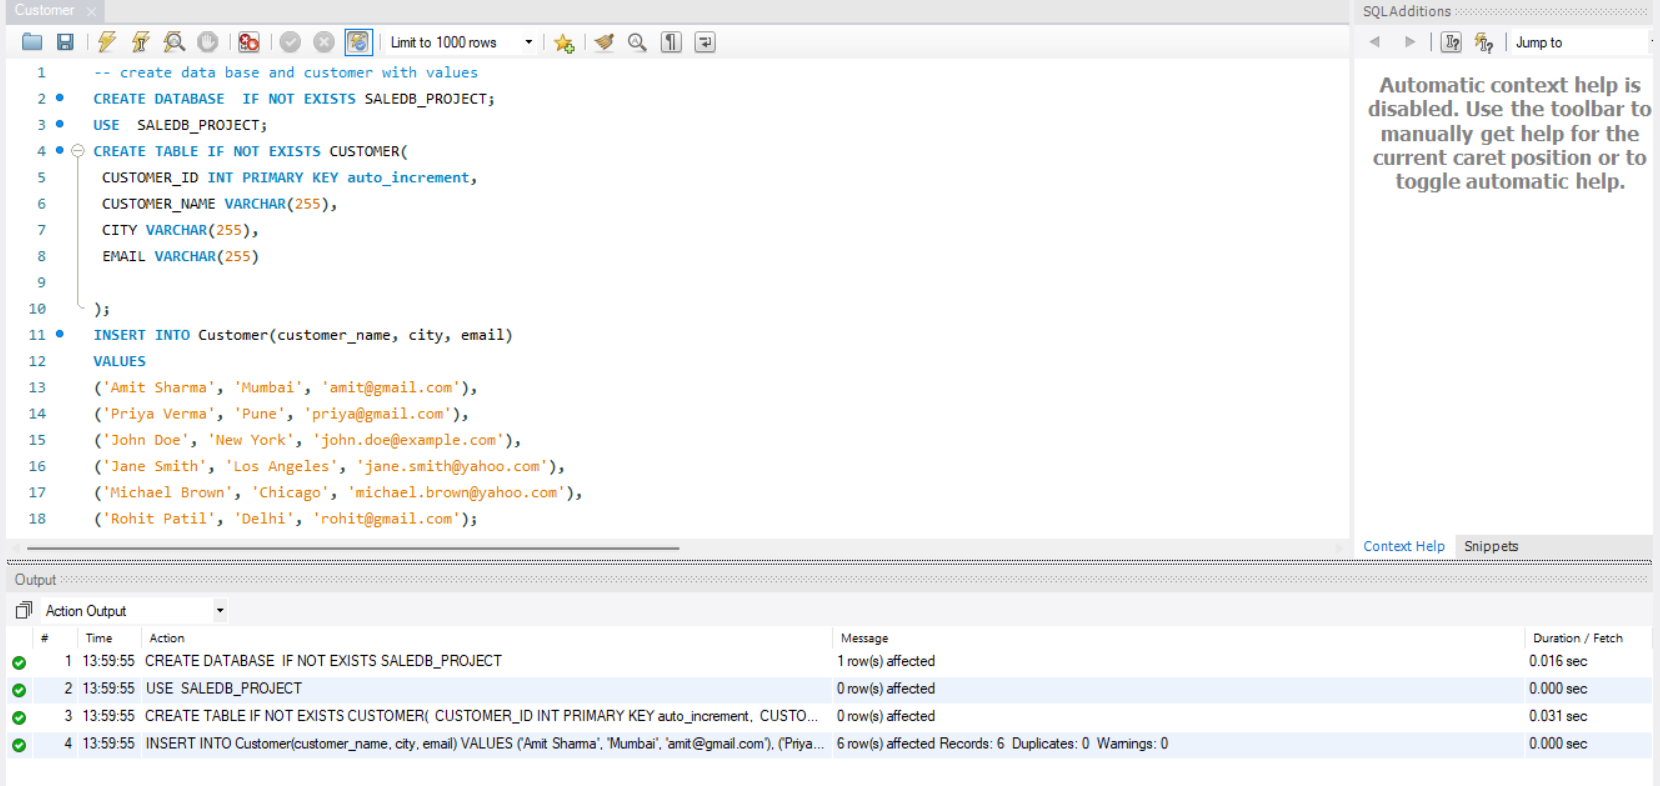 Customer
SQLAdditions
Limit to 1000 rows
Jump to
1 -- create data base and customer with values
2 CREATE DATABASE  IF NOT EXISTS SALEDB_PROJECT;
3 USE  SALEDB_PROJECT;
4 CREATE TABLE IF NOT EXISTS CUSTOMER(
5 CUSTOMER_ID INT PRIMARY KEY auto_increment,
6 CUSTOMER_NAME VARCHAR(255),
7 CITY VARCHAR(255),
8 EMAIL VARCHAR(255)
9
10 );
11 INSERT INTO Customer(customer_name, city, email)
12 VALUES
13 ('Amit Sharma', 'Mumbai', 'amit@gmail.com'),
14 ('Priya Verma', 'Pune', 'priya@gmail.com'),
15 ('John Doe', 'New York', 'john.doe@example.com'),
16 ('Jane Smith', 'Los Angeles', 'jane.smith@yahoo.com'),
17 ('Michael Brown', 'Chicago', 'michael.brown@yahoo.com'),
18 ('Rohit Patil', 'Delhi', 'rohit@gmail.com');
Automatic context help is
disabled. Use the toolbar to
manually get help for the
current caret position or to
toggle automatic help.
Context Help Snippets
Output
Action Output
# Time Action Message Duration / Fetch
1 13:59:55 CREATE DATABASE  IF NOT EXISTS SALEDB_PROJECT 1 row(s) affected 0.016 sec
2 13:59:55 USE  SALEDB_PROJECT 0 row(s) affected 0.000 sec
3 13:59:55 CREATE TABLE IF NOT EXISTS CUSTOMER(  CUSTOMER_ID INT PRIMARY KEY auto_increment,  CUSTO... 0 row(s) affected 0.031 sec
4 13:59:55 INSERT INTO Customer(customer_name, city, email) VALUES ('Amit Sharma', 'Mumbai', 'amit@gmail.com'), ('Priya... 6 row(s) affected Records: 6  Duplicates: 0  Warnings: 0 0.000 sec